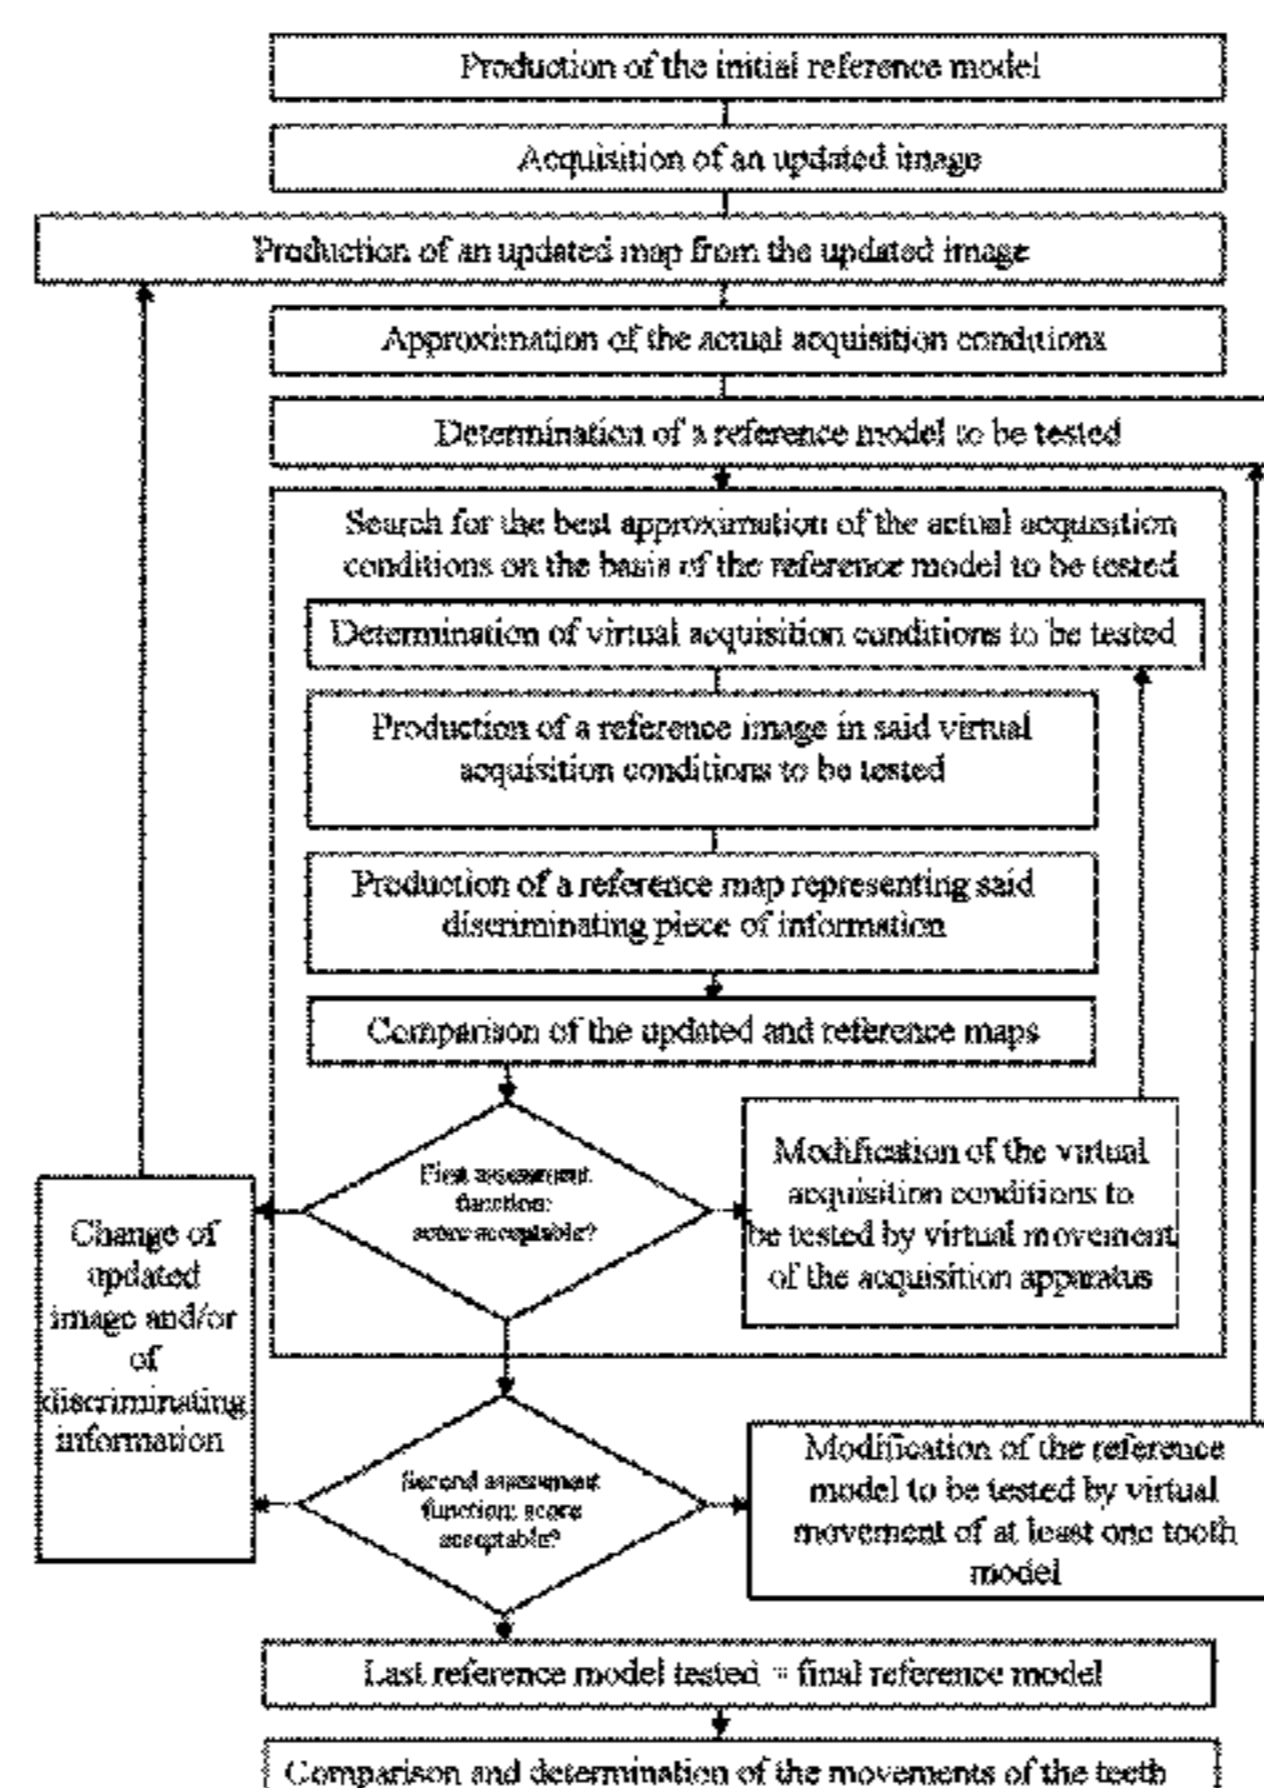 Production of the initial reference model
Acquisition of an updated image
Production of an updated map from the updated image
Approximation of the actual acquisition conditions
Determination of a reference model to be tested
Search for the best approximation of the actual acquisition
conditions on the basis of the reference model to be tested
Determination of virtual acquisition conditions to be tested
Production of a reference image in said virtual
acquisition conditions to be tested
Production of a reference map representing said
discriminating piece of information
Comparison of the updated and reference maps
First assessment
function:
score acceptable?
Modification of the virtual
acquisition conditions to
be tested by virtual movement
of the acquisition apparatus
Change of
updated
image and/or
of
discriminating
information
Second assessment
function: score
acceptable?
Modification of the reference
model to be tested by virtual
movement of at least one tooth
model
Last reference model tested = final reference model
Comparison and determination of the movements of the teeth